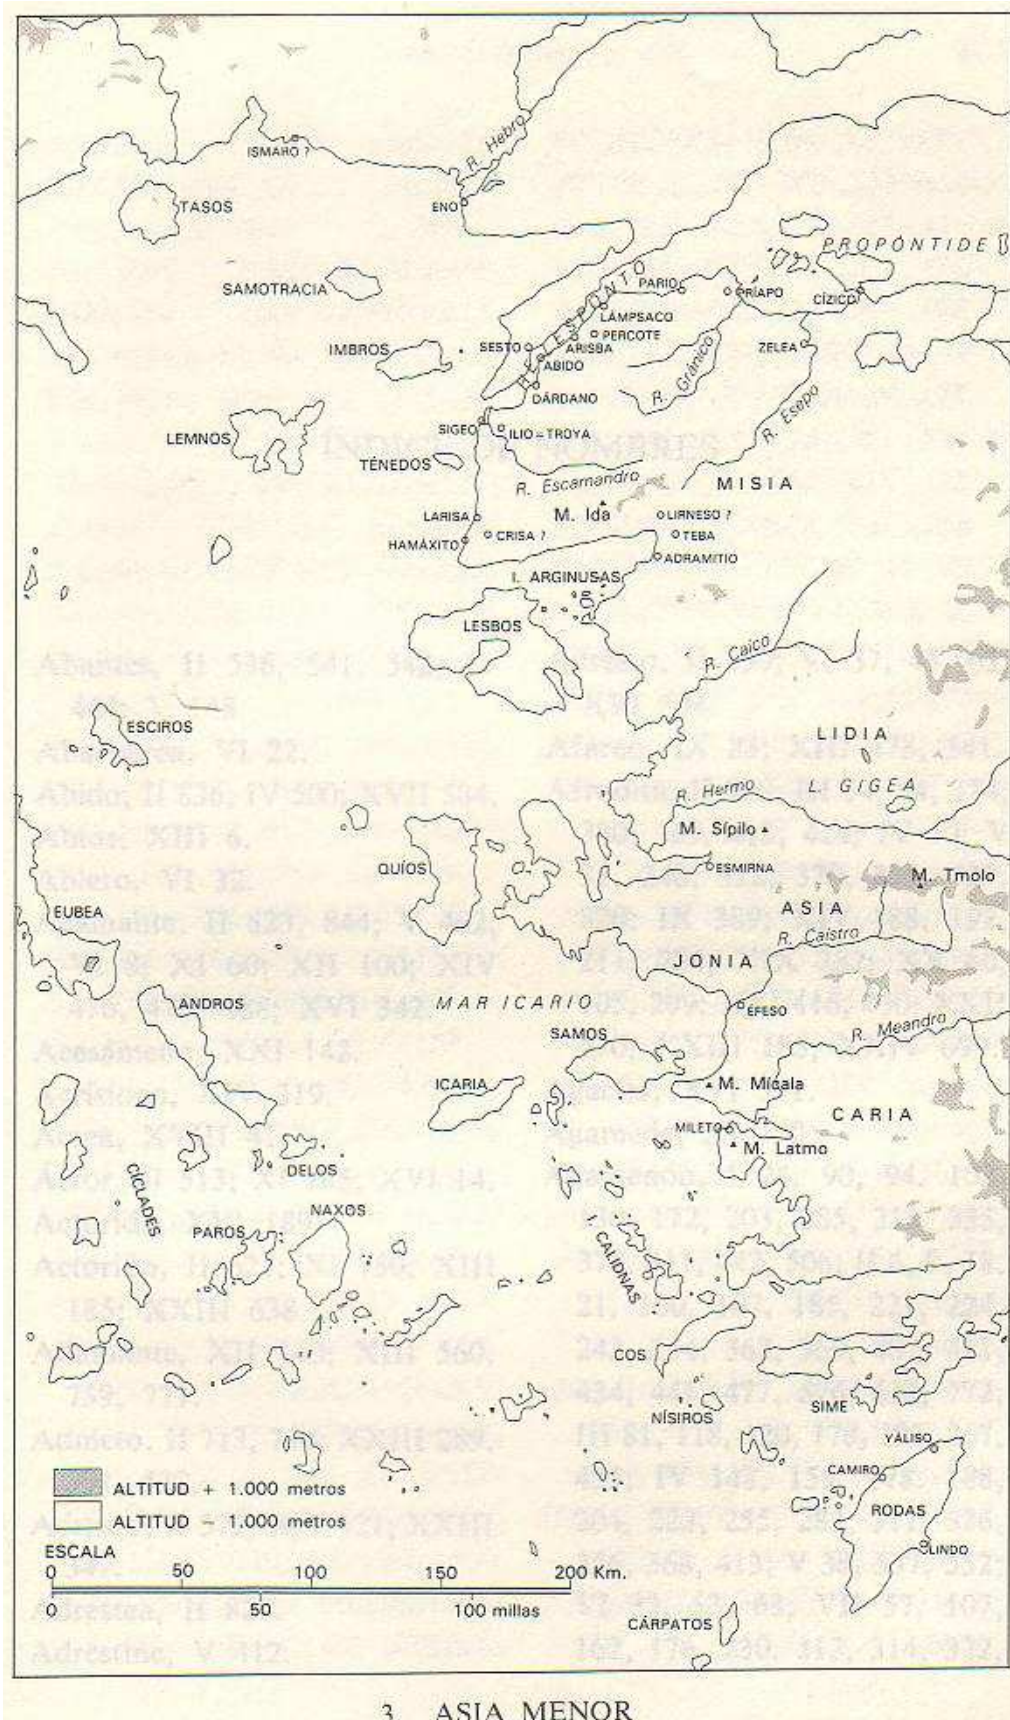 R. Hebro
ISMARO ?
TASOS
ENO
PROPÓNTIDE
SAMOTRACIA
HELESPONTO
PARIO
PRÍAPO
CÍZICO
LÁMPSACO
PERCOTE
IMBROS
SESTO
ARISBA
ZELEA
ABIDO
R. Gránico
DÁRDANO
R. Esepo
SIGEO
ILIO=TROYA
LEMNOS
TÉNEDOS
R. Escamandro
MISIA
LARISA
M. Ida
LIRNESO ?
CRISA ?
TEBA
HAMÁXITO
ADRAMITIO
I. ARGINUSAS
LESBOS
R. Caico
ESCIROS
LIDIA
R. Hermo
L. GIGEA
M. Sípilo
QUÍOS
ESMIRNA
M. Tmolo
EUBEA
ASIA
R. Caístro
JONIA
ANDROS
MAR ICARIO
EFESO
SAMOS
R. Meandro
ICARIA
M. Mícala
CARIA
MILETO
M. Latmo
DELOS
CÍCLADES
NAXOS
PAROS
I. CALIDNAS
COS
NÍSIROS
SIME
YÁLISO
CAMIRO
RODAS
LINDO
CÁRPATOS
ALTITUD + 1.000 metros
ALTITUD – 1.000 metros
ESCALA
0 50 100 150 200 Km.
0 50 100 millas
3 ASIA MENOR